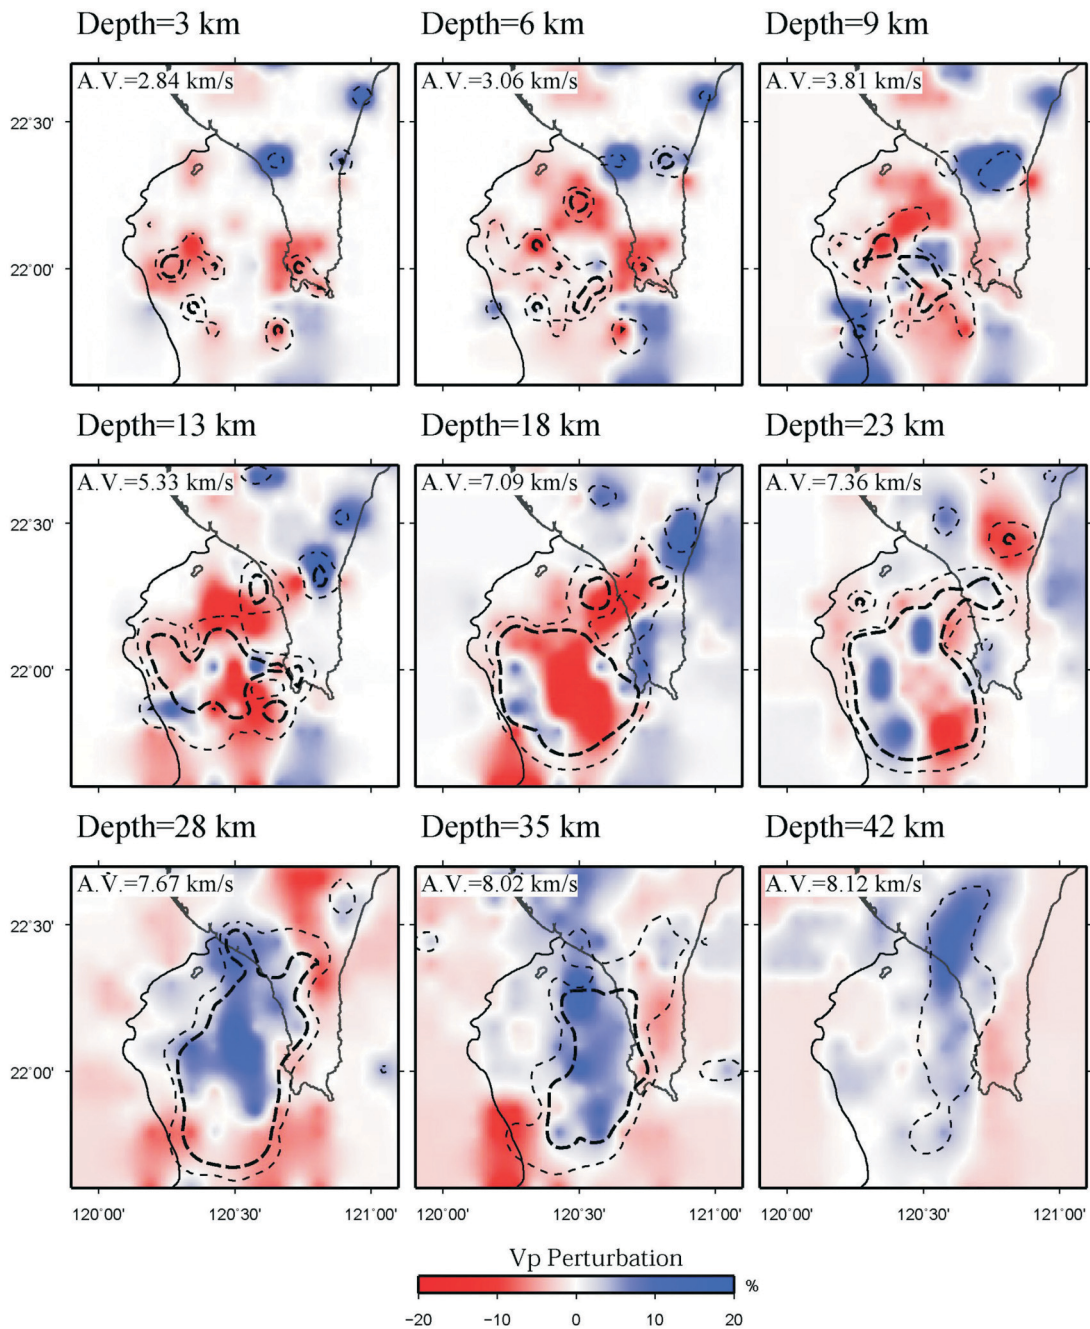 Depth=3 km
Depth=6 km
Depth=9 km
A.V.=2.84 km/s
A.V.=3.06 km/s
A.V.=3.81 km/s
22˚30'
22˚00'
Depth=13 km
Depth=18 km
Depth=23 km
A.V.=5.33 km/s
A.V.=7.09 km/s
A.V.=7.36 km/s
22˚30'
22˚00'
Depth=28 km
Depth=35 km
Depth=42 km
A.V.=7.67 km/s
A.V.=8.02 km/s
A.V.=8.12 km/s
22˚30'
22˚00'
120˚00' 120˚30' 121˚00'
120˚00' 120˚30' 121˚00'
120˚00' 120˚30' 121˚00'
Vp Perturbation
%
−20 −10 0 10 20